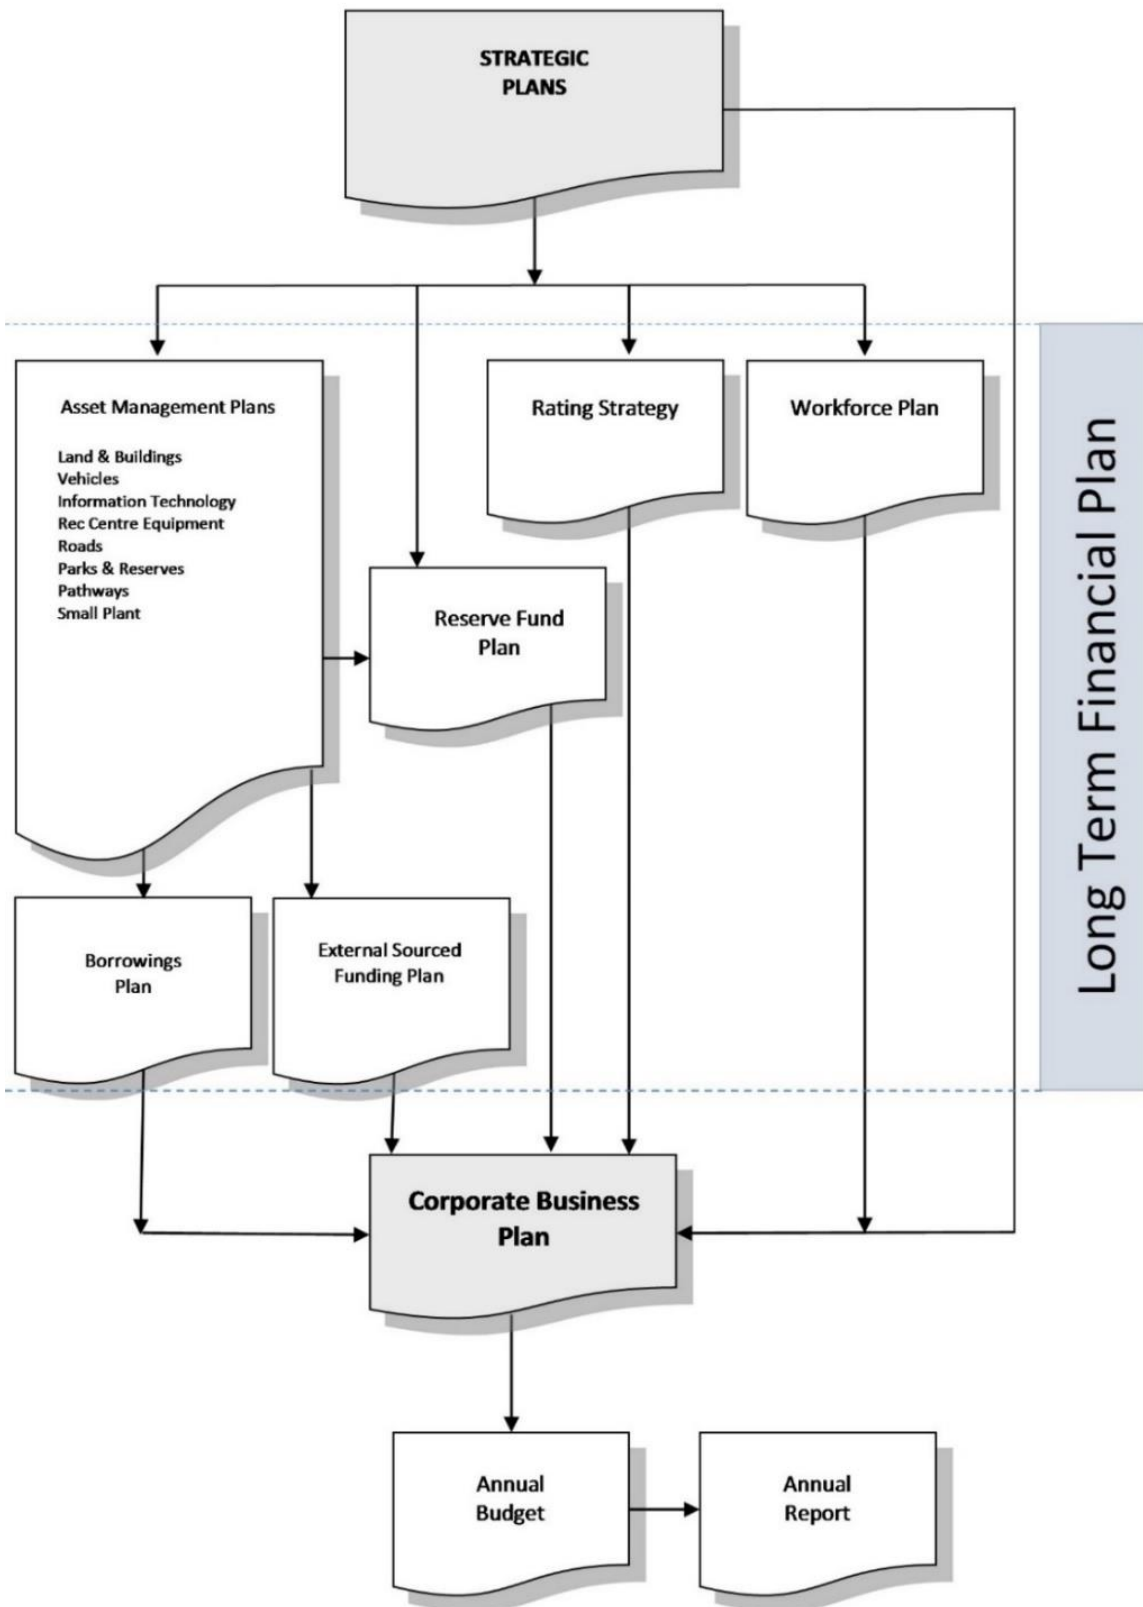 STRATEGIC
PLANS
Asset Management Plans
Land & Buildings
Vehicles
Information Technology
Rec Centre Equipment
Roads
Parks & Reserves
Pathways
Small Plant
Rating Strategy
Workforce Plan
Reserve Fund
Plan
Borrowings
Plan
External Sourced
Funding Plan
Long Term Financial Plan
Corporate Business
Plan
Annual
Budget
Annual
Report